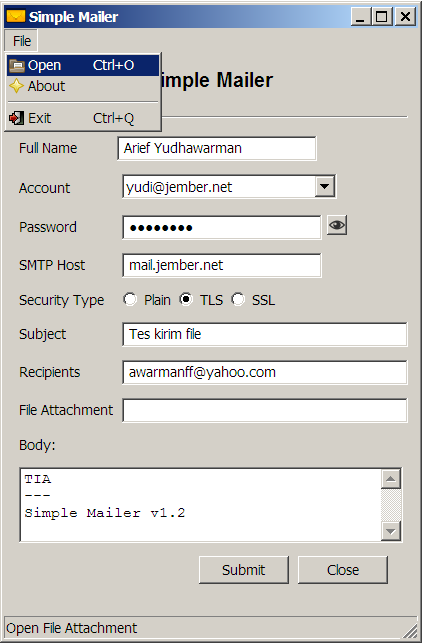 Simple Mailer
File
Open Ctrl+O
About
Exit Ctrl+Q
imple Mailer
Full Name Arief Yudhawarman
Account yudi@jember.net
Password ●●●●●●●●
SMTP Host mail.jember.net
Security Type Plain TLS SSL
Subject Tes kirim file
Recipients awarmanff@yahoo.com
File Attachment
Body:
TIA
---
Simple Mailer v1.2
Submit Close
Open File Attachment